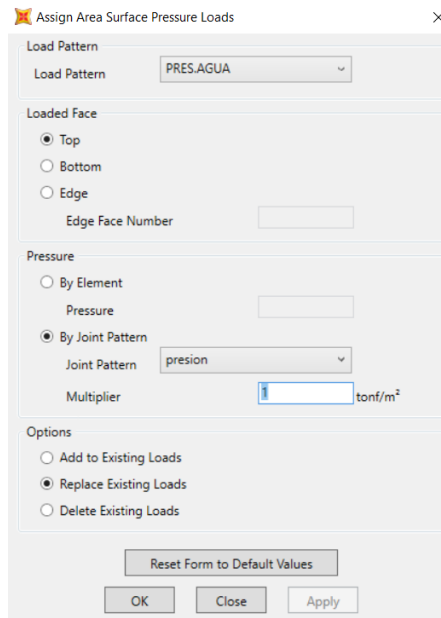 Assign Area Surface Pressure Loads
Load Pattern
Load Pattern PRES.AGUA
Loaded Face
Top
Bottom
Edge
Edge Face Number
Pressure
By Element
Pressure
By Joint Pattern
Joint Pattern presion
Multiplier 1 tonf/m²
Options
Add to Existing Loads
Replace Existing Loads
Delete Existing Loads
Reset Form to Default Values
OK Close Apply